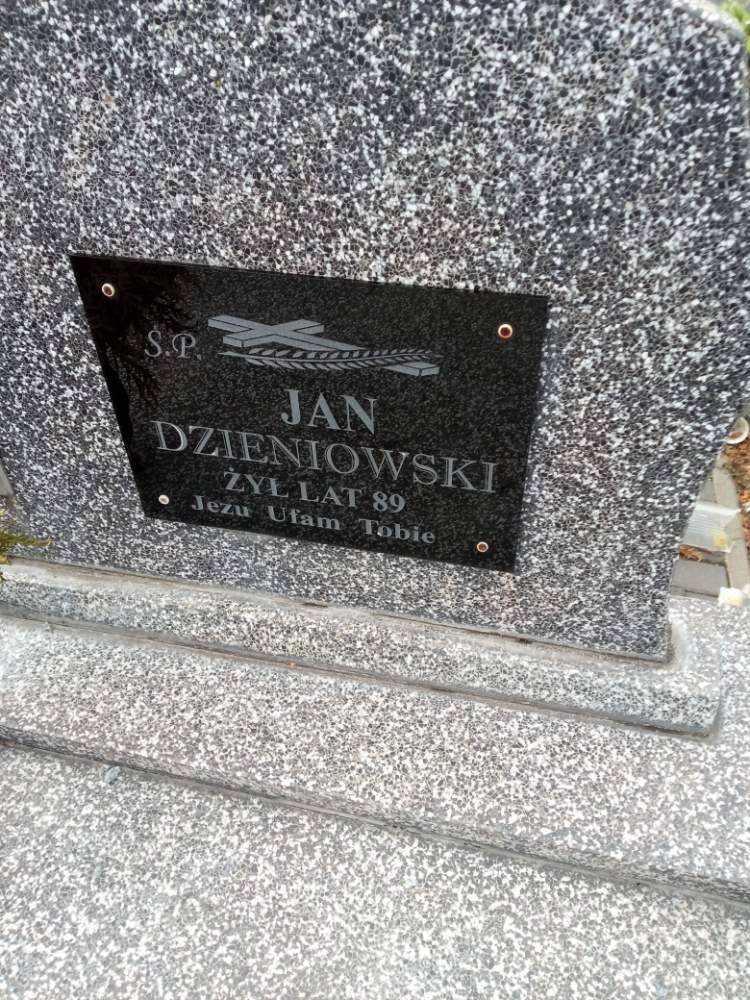 Ś.P.
JAN
DZIENIOWSKI
ŻYŁ LAT 89
Jezu Ufam Tobie